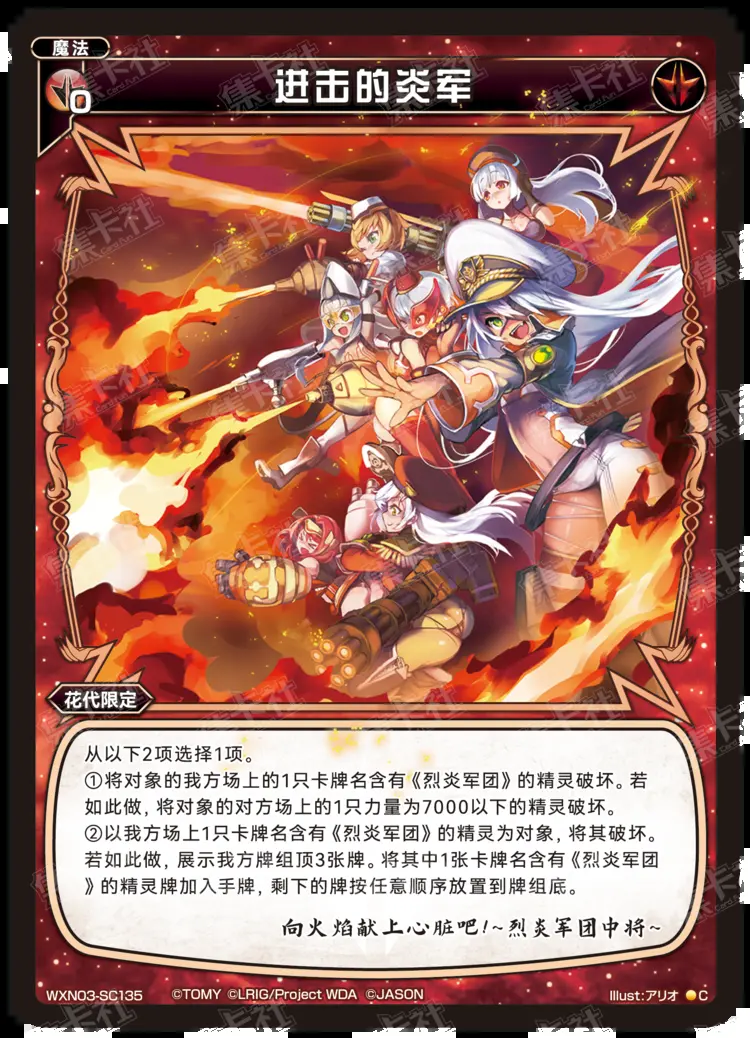 魔法
0
进击的炎军
花代限定
从以下2项选择1项。
①将对象的我方场上的1只卡牌名含有《烈炎军团》的精灵破坏。若
如此做，将对象的对方场上的1只力量为7000以下的精灵破坏。
②以我方场上1只卡牌名含有《烈炎军团》的精灵为对象，将其破坏。
若如此做，展示我方牌组顶3张牌。将其中1张卡牌名含有《烈炎军团
》的精灵牌加入手牌，剩下的牌按任意顺序放置到牌组底。
向火焰献上心脏吧!~烈炎军团中将~
WXN03-SC135 ©TOMY ©LRIG/Project WDA ©JASON Illust:アリオ C
集卡社
Card Fun